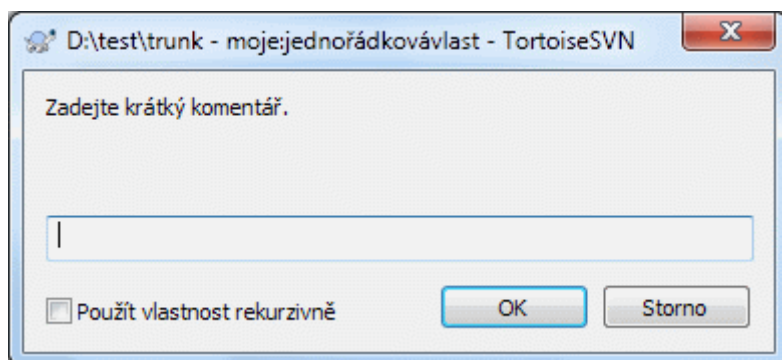 D:\test\trunk - moje:jednořádkovávlast - TortoiseSVN
Zadejte krátký komentář.
Použít vlastnost rekurzivně
OK
Storno